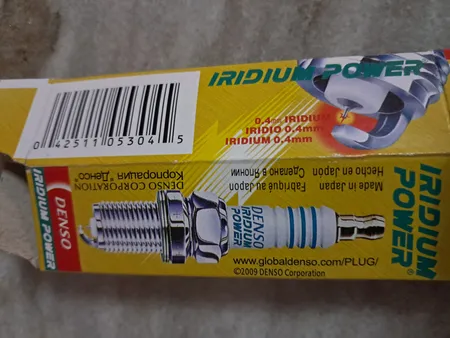 IRIDIUM POWER
0.4mm IRIDIUM
IRIDIO 0.4mm
IRIDIUM 0.4mm
0 42511 05304 5
DENSO CORPORATION
Корпорация "Денсо"
Made in Japan Fabriqué au Japon
Hecho en Japón Сделано в Японии
IRIDIUM
POWER
DENSO
IRIDIUM POWER
DENSO
IRIDIUM
POWER
www.globaldenso.com/PLUG/
©2009 DENSO Corporation